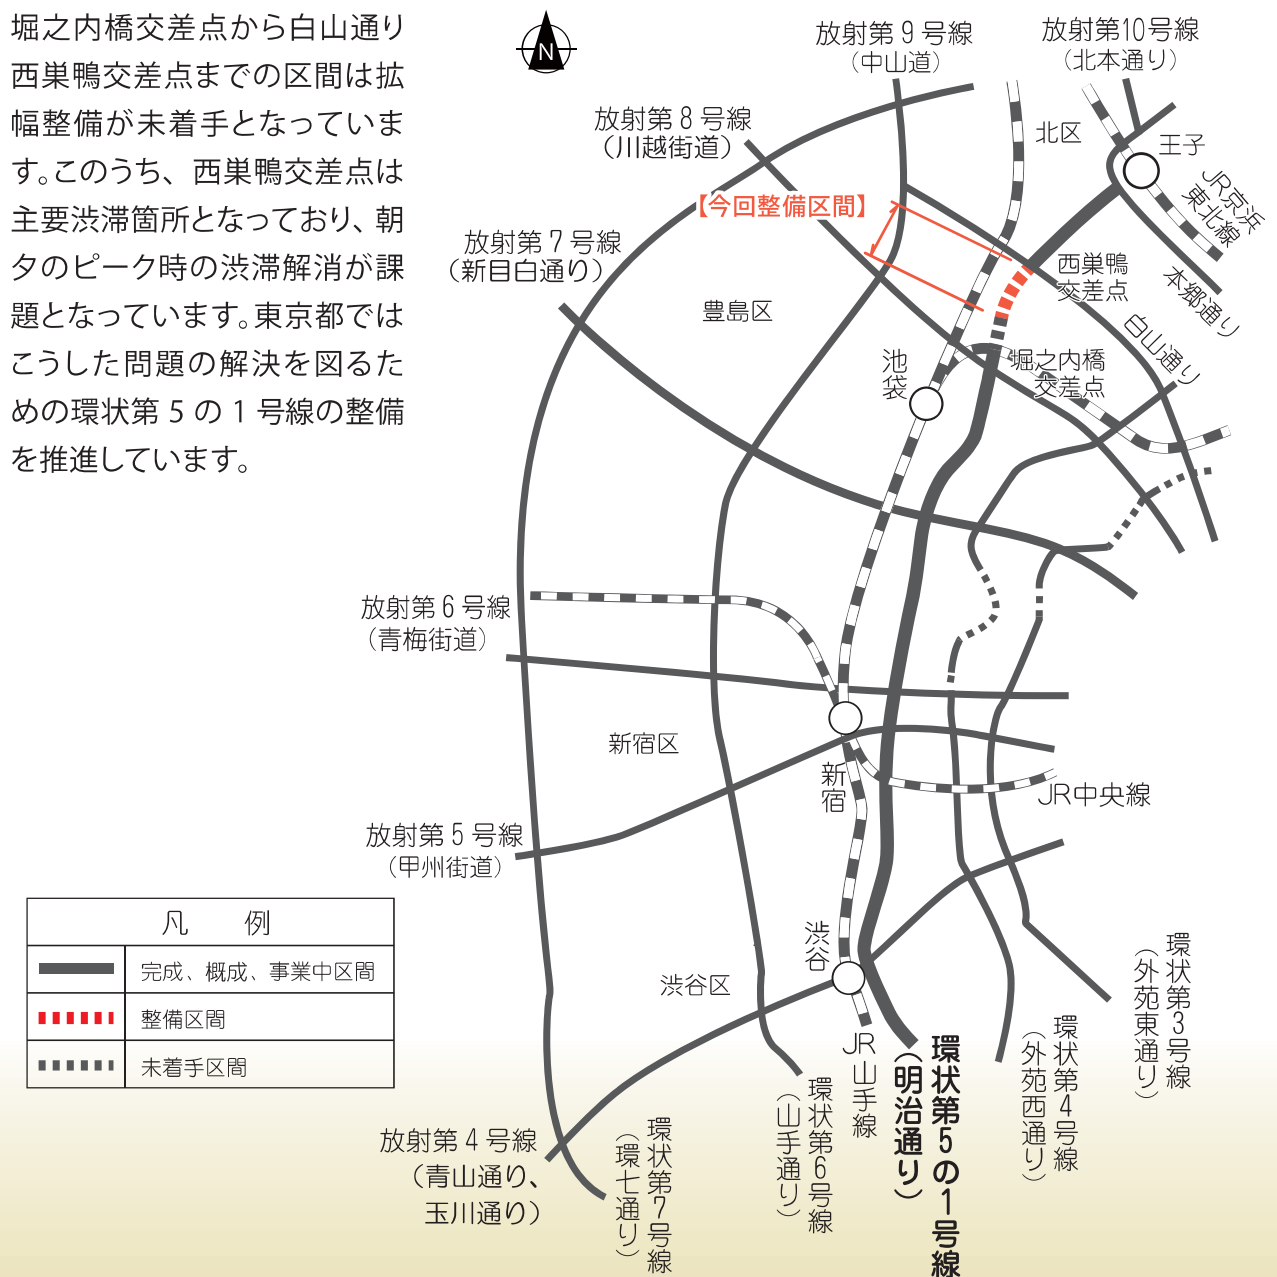 堀之内橋交差点から白山通り
西巣鴨交差点までの区間は拡
幅整備が未着手となっていま
す。このうち、西巣鴨交差点は
主要渋滞箇所となっており、朝
夕のピーク時の渋滞解消が課
題となっています。東京都では
こうした問題の解決を図るた
めの環状第5の1号線の整備
を推進しています。
N
放射第9号線
（中山道）
放射第10号線
（北本通り）
放射第8号線
（川越街道）
北区
王子
JR京浜
東北線
【今回整備区間】
放射第7号線
（新目白通り）
西巣鴨
交差点
本郷通り
豊島区
白山通り
池袋
堀之内橋
交差点
放射第6号線
（青梅街道）
新宿区
新宿
JR中央線
放射第5号線
（甲州街道）
凡　例
完成、概成、事業中区間
整備区間
未着手区間
渋谷
渋谷区
環状第3号線
（外苑東通り）
環状第4号線
（外苑西通り）
環状第5の1号線
（明治通り）
JR山手線
環状第6号線
（山手通り）
環状第7号線
（環七通り）
放射第4号線
（青山通り、
玉川通り）